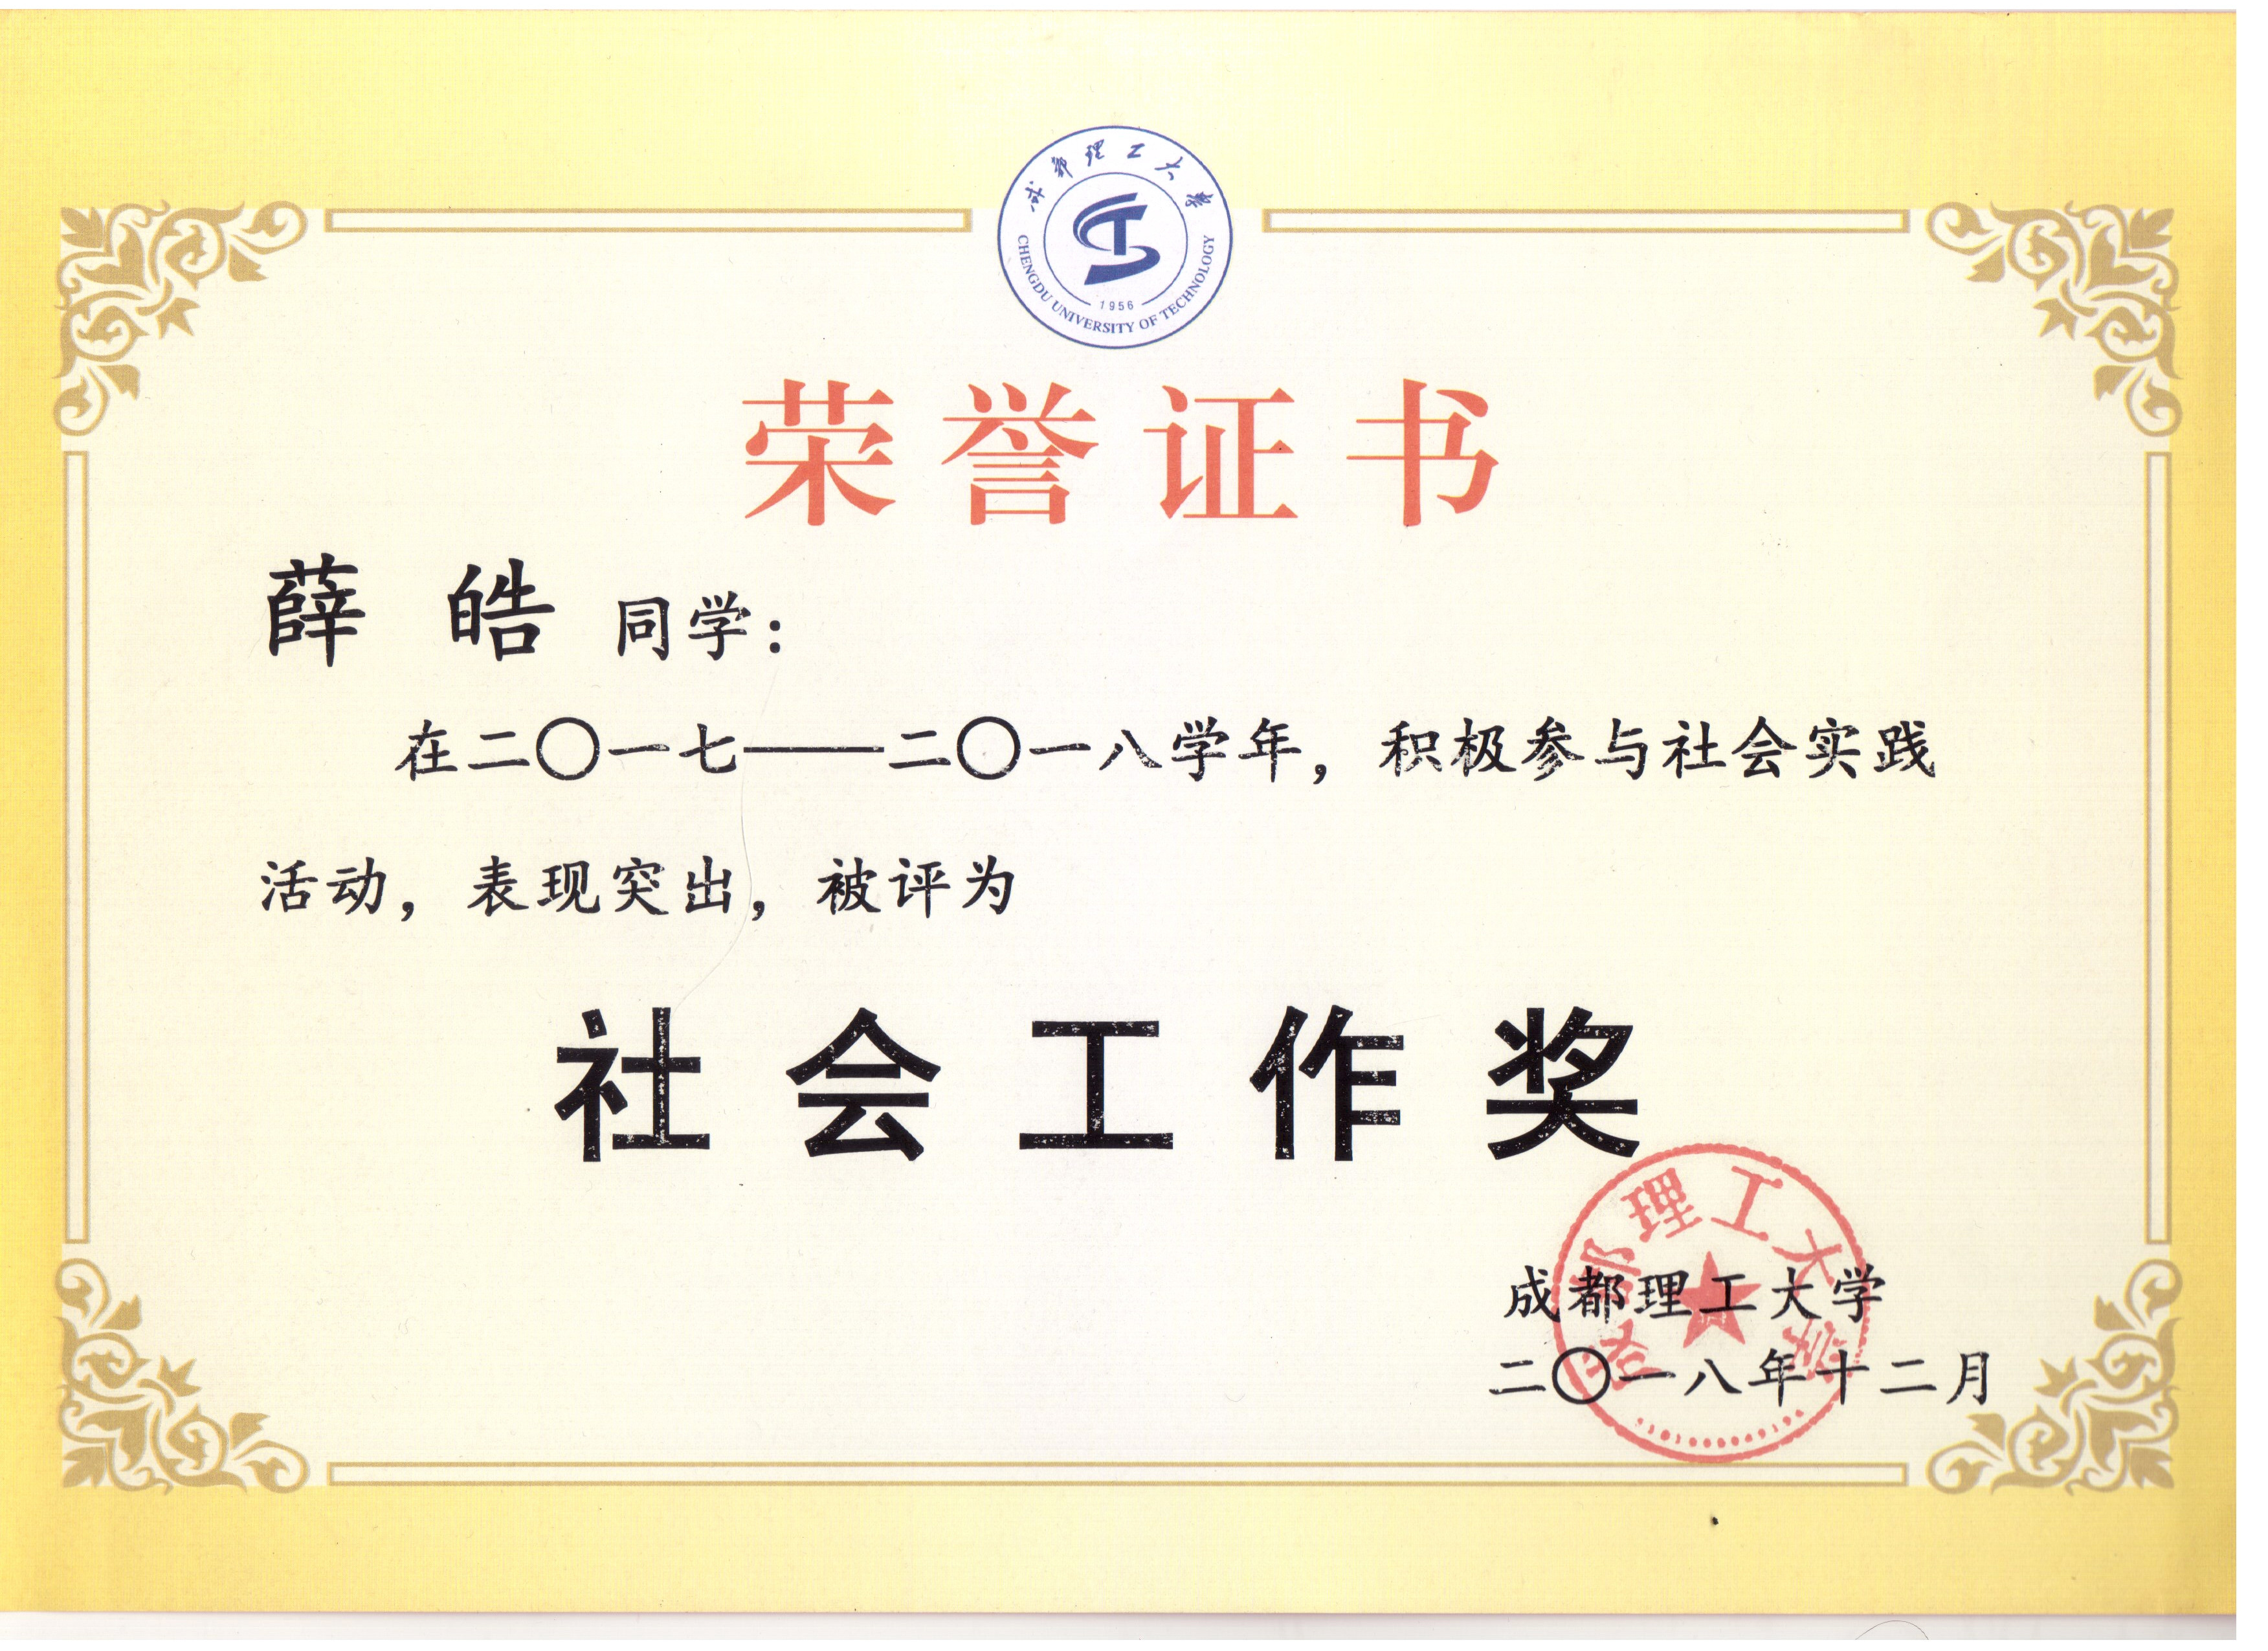 成都理工大学
1956
CHENGDU UNIVERSITY OF TECHNOLOGY
荣誉证书
薛 皓 同学：
在二〇一七——二〇一八学年，积极参与社会实践
活动，表现突出，被评为
社会工作奖
成都理工大学
成都理工大学
二〇一八年十二月